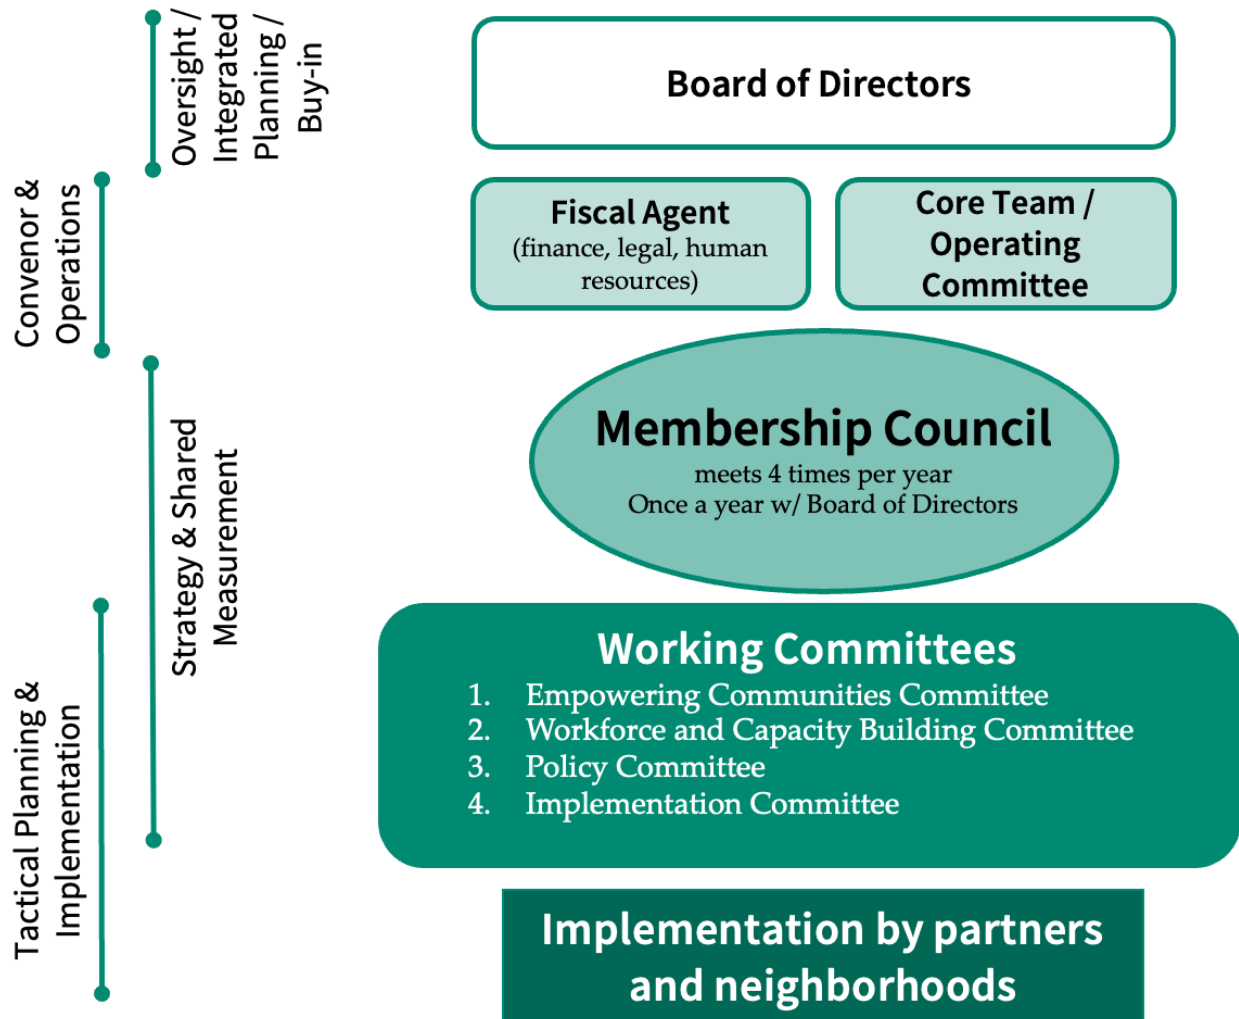 Oversight /
Integrated
Planning /
Buy-in
Board of Directors
Convenor &
Operations
Fiscal Agent
(finance, legal, human
resources)
Core Team /
Operating
Committee
Strategy & Shared
Measurement
Membership Council
meets 4 times per year
Once a year w/ Board of Directors
Tactical Planning &
Implementation
Working Committees
1. Empowering Communities Committee
2. Workforce and Capacity Building Committee
3. Policy Committee
4. Implementation Committee
Implementation by partners
and neighborhoods